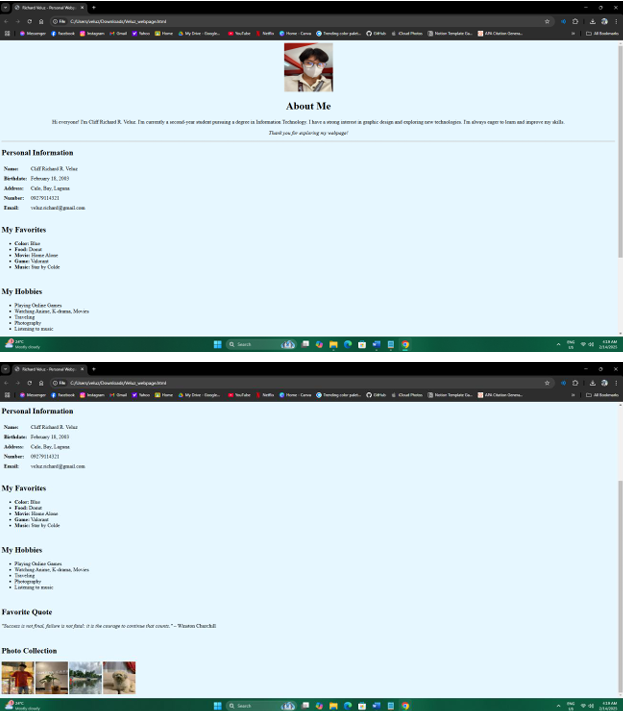 Richard Veluz - Personal Webp
File C:/Users/veluz/Downloads/Veluz_webpage.html
Messenger Facebook Instagram Gmail Yahoo Home My Drive - Google... YouTube Netflix Home - Canva Trending color palett... GitHub iCloud Photos Notion Template Ga... APA Citation Genera... All Bookmarks
About Me
Hi everyone! I'm Cliff Richard R. Veluz. I'm currently a second-year student pursuing a degree in Information Technology. I have a strong interest in graphic design and exploring new technologies. I'm always eager to learn and improve my skills.
Thank you for exploring my webpage!
Personal Information
Name: Cliff Richard R. Veluz
Birthdate: February 18, 2003
Address: Calo, Bay, Laguna
Number: 09279114321
Email: veluz.richard@gmail.com
My Favorites
Color: Blue
Food: Donut
Movie: Home Alone
Game: Valorant
Music: Star by Colde
My Hobbies
Playing Online Games
Watching Anime, K-drama, Movies
Traveling
Photography
Listening to music
24°C
Mostly cloudy
Search
ENG
US
4:19 AM
2/14/2025
Richard Veluz - Personal Webp
File C:/Users/veluz/Downloads/Veluz_webpage.html
Messenger Facebook Instagram Gmail Yahoo Home My Drive - Google... YouTube Netflix Home - Canva Trending color palett... GitHub iCloud Photos Notion Template Ga... APA Citation Genera... All Bookmarks
Personal Information
Name: Cliff Richard R. Veluz
Birthdate: February 18, 2003
Address: Calo, Bay, Laguna
Number: 09279114321
Email: veluz.richard@gmail.com
My Favorites
Color: Blue
Food: Donut
Movie: Home Alone
Game: Valorant
Music: Star by Colde
My Hobbies
Playing Online Games
Watching Anime, K-drama, Movies
Traveling
Photography
Listening to music
Favorite Quote
"Success is not final, failure is not fatal: it is the courage to continue that counts." – Winston Churchill
Photo Collection
24°C
Mostly cloudy
Search
ENG
US
4:19 AM
2/14/2025